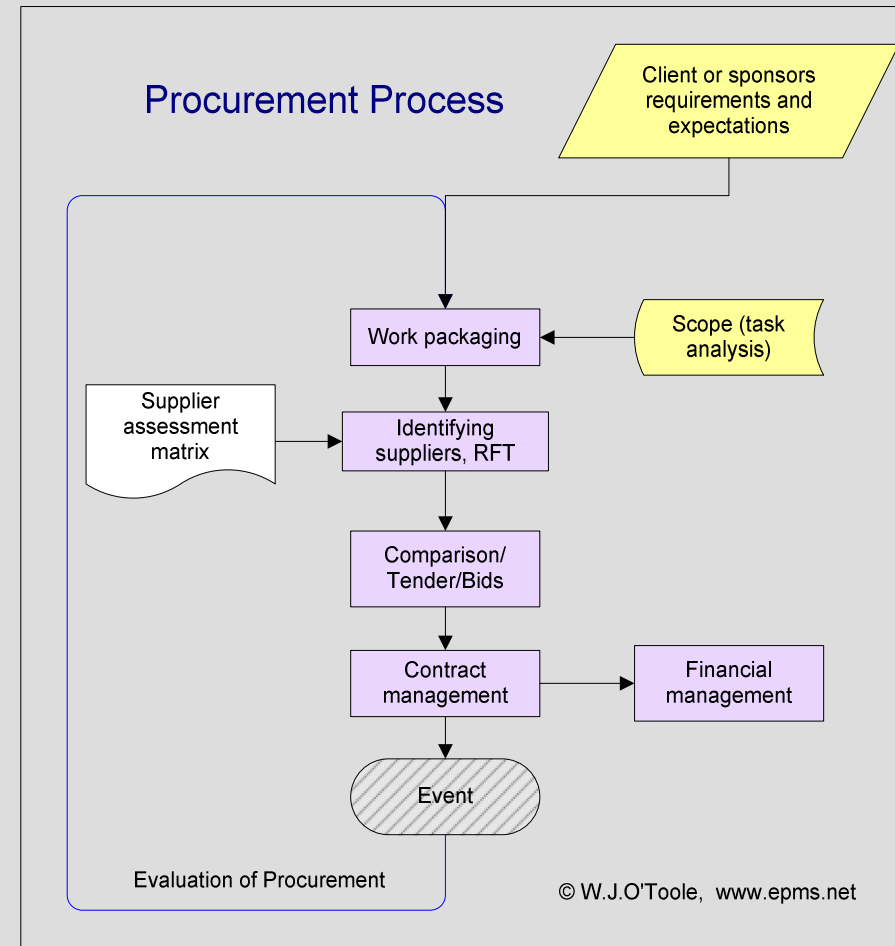 Procurement Process
Client or sponsors
requirements and
expectations
Work packaging
Scope (task
analysis)
Supplier
assessment
matrix
Identifying
suppliers, RFT
Comparison/
Tender/Bids
Contract
management
Financial
management
Event
Evaluation of Procurement
© W.J.O'Toole,  www.epms.net